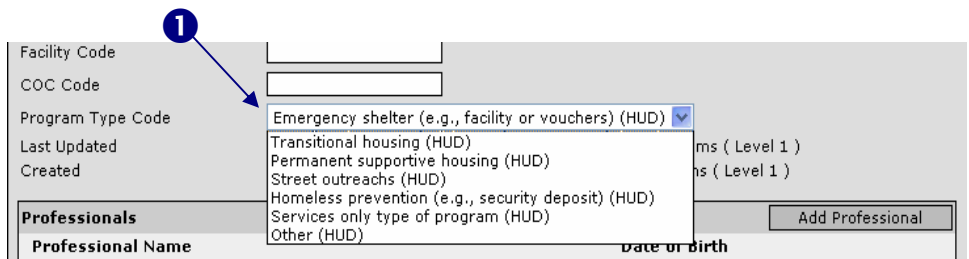 1
Facility Code
COC Code
Program Type Code Emergency shelter (e.g., facility or vouchers) (HUD)
Transitional housing (HUD)
Last Updated ms ( Level 1 )
Permanent supportive housing (HUD)
Created ns ( Level 1 )
Street outreachs (HUD)
Homeless prevention (e.g., security deposit) (HUD)
Professionals Services only type of program (HUD) Add Professional
Other (HUD)
Professional Name Date of Birth